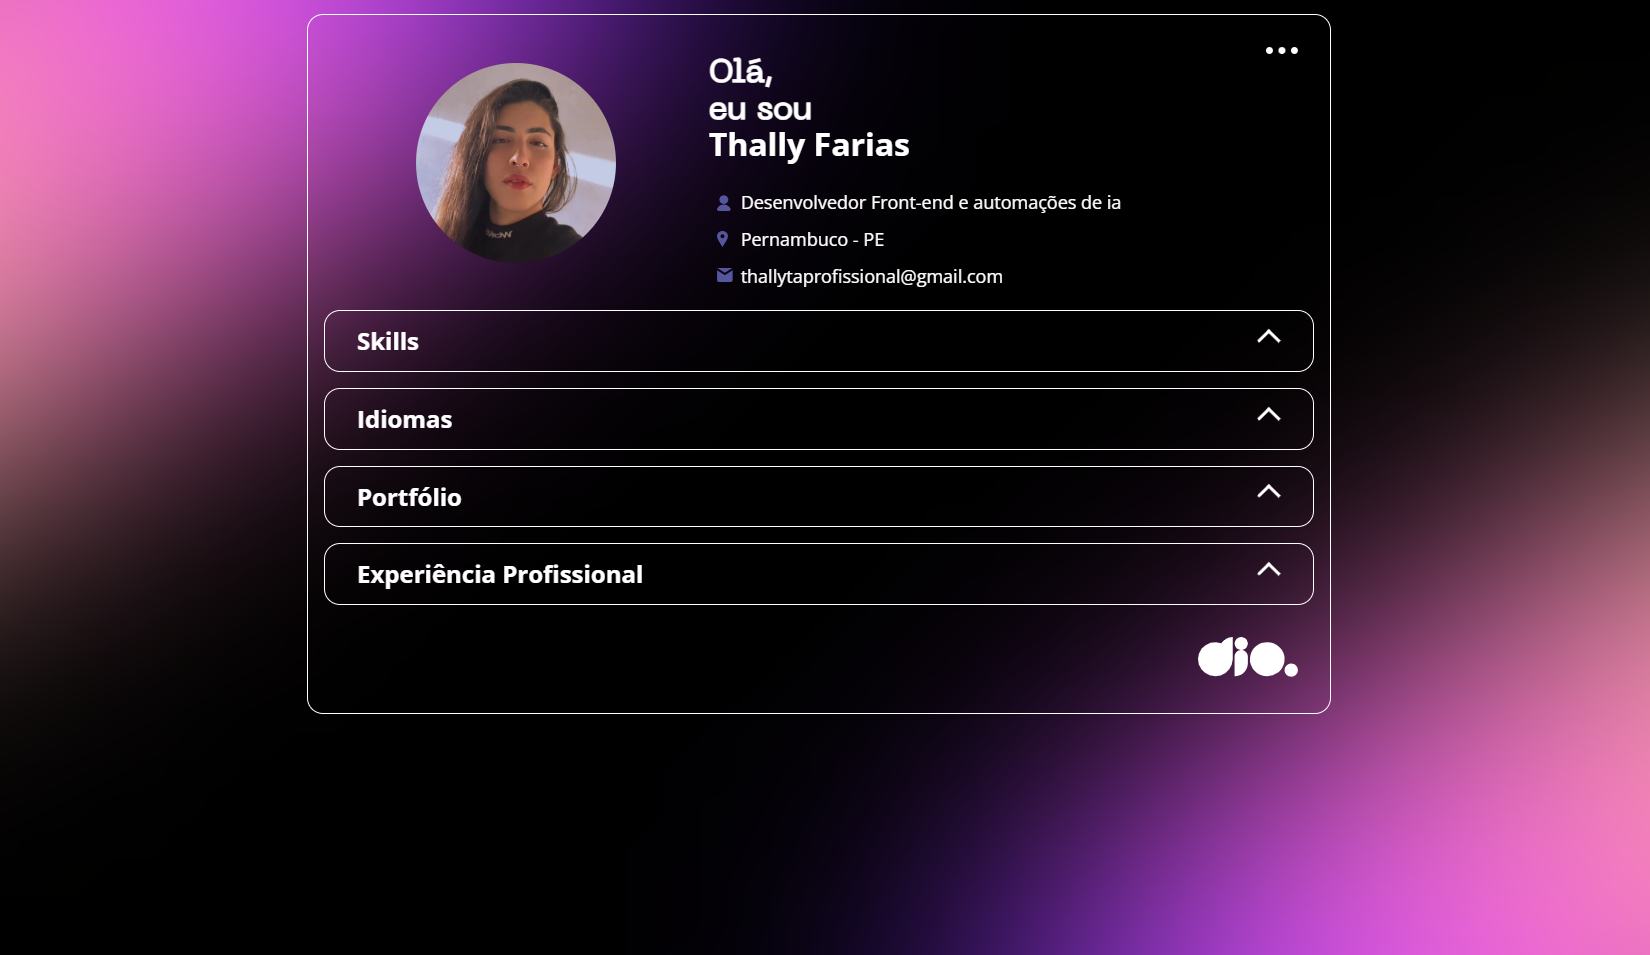 Olá,
eu sou
Thally Farias
Desenvolvedor Front-end e automações de ia
Pernambuco - PE
thallytaprofissional@gmail.com
Skills
Idiomas
Portfólio
Experiência Profissional
dio.